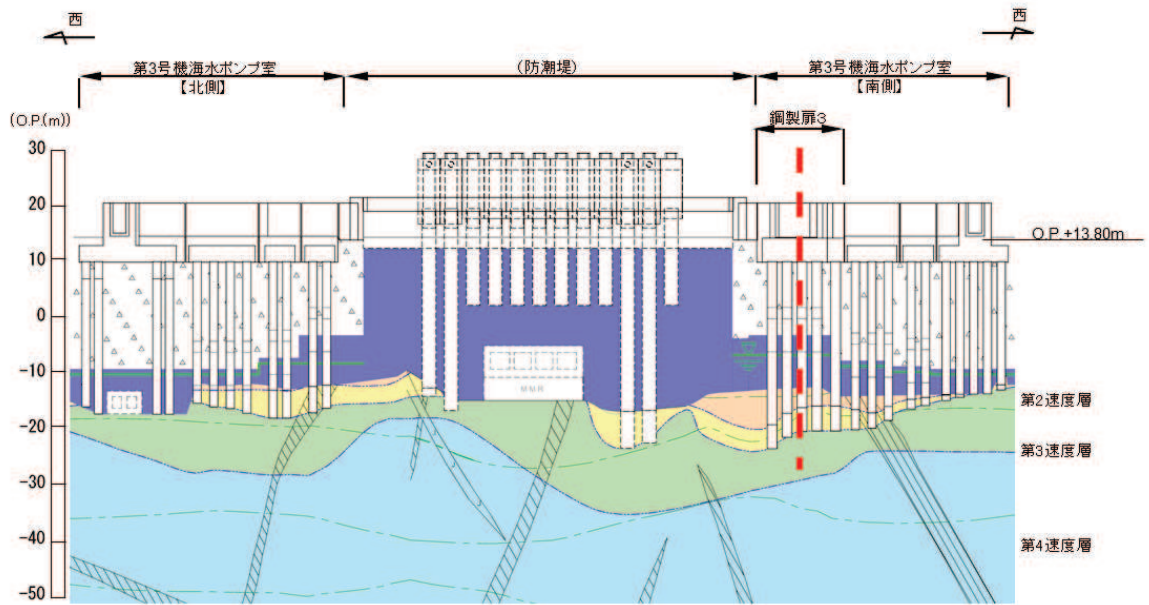 西
西
第3号機海水ポンプ室
【北側】
(防潮堤)
第3号機海水ポンプ室
【南側】
(O.P.(m))
鋼製扉3
30
20
O.P.+13.80m
10
0
-10
第2速度層
-20
第3速度層
-30
-40
第4速度層
-50